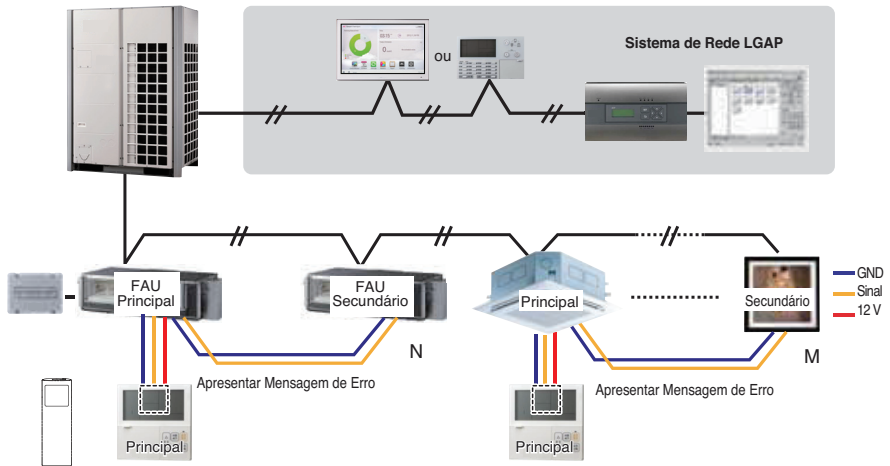 ou
Sistema de Rede LGAP
FAU
Principal
FAU
Secundário
Principal
Secundário
GND
Sinal
12 V
N
M
Apresentar Mensagem de Erro
Apresentar Mensagem de Erro
Principal
Principal